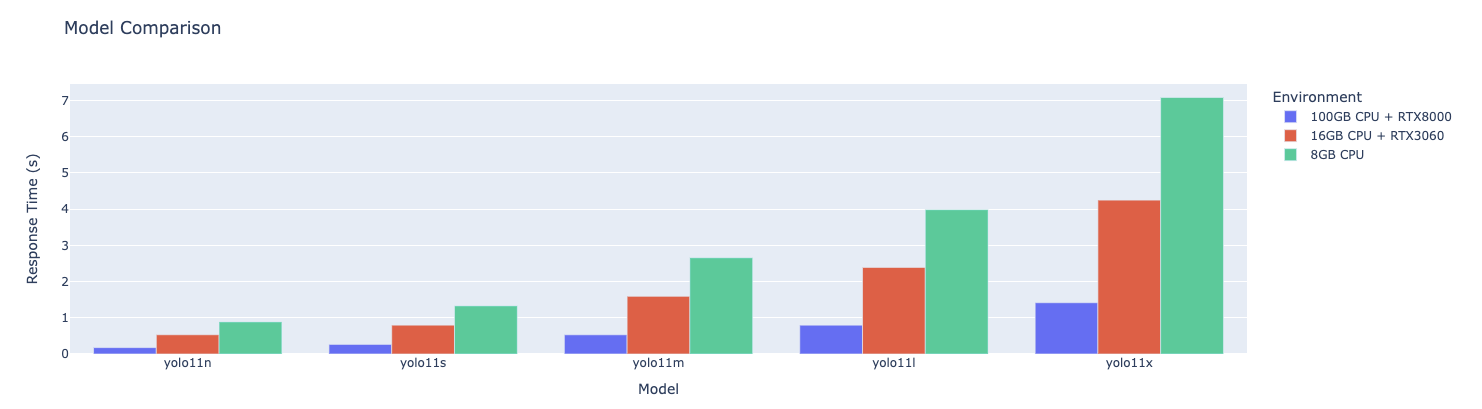 Model Comparison
7
6
5
4
3
2
1
0
Response Time (s)
yolo11n
yolo11s
yolo11m
yolo11l
yolo11x
Model
Environment
100GB CPU + RTX8000
16GB CPU + RTX3060
8GB CPU